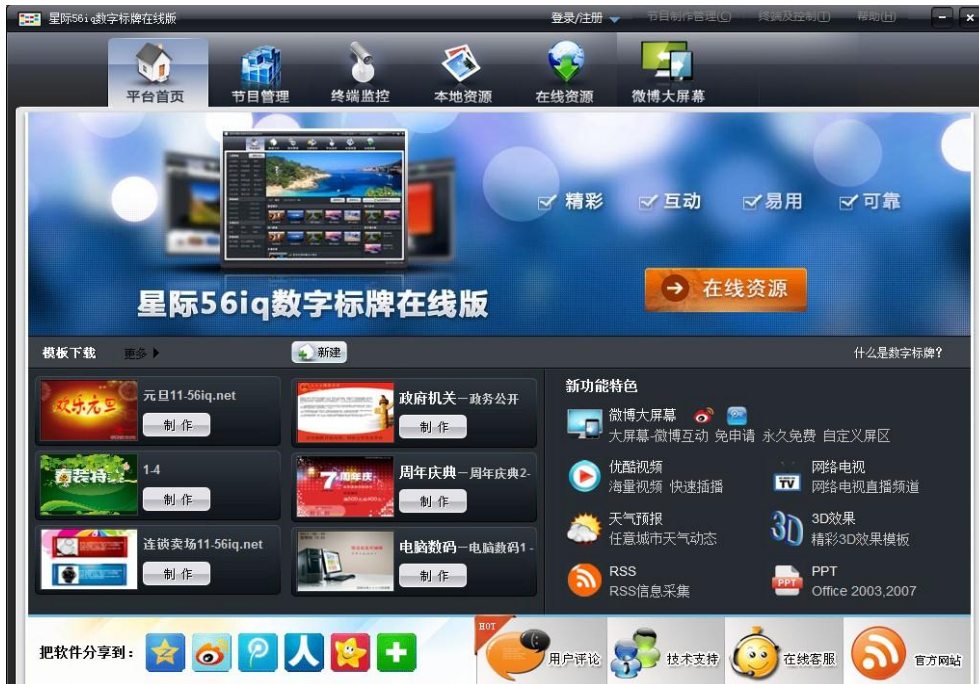 星际56iq数字标牌在线版
登录/注册 节目制作管理(C) 终端及控制(T) 帮助(H)
平台首页 节目管理 终端监控 本地资源 在线资源 微博大屏幕
精彩 互动 易用 可靠
在线资源
星际56iq数字标牌在线版
模板下载 更多 新建 什么是数字标牌?
欢乐元旦
元旦11-56iq.net
制 作
政府机关－政务公开
制 作
新功能特色
微博大屏幕
大屏幕-微博互动 免申请 永久免费 自定义屏区
春装特
1-4
制 作
7周年庆
周年庆典－周年庆典2-
制 作
优酷视频
海量视频 快速插播
网络电视
网络电视直播频道
天气预报
任意城市天气动态
3D效果
精彩3D效果模板
连锁卖场11-56iq.net
制 作
电脑数码－电脑数码1 -
制 作
RSS
RSS信息采集
PPT
Office 2003,2007
把软件分享到:
HOT
用户评论 技术支持 在线客服 官方网站